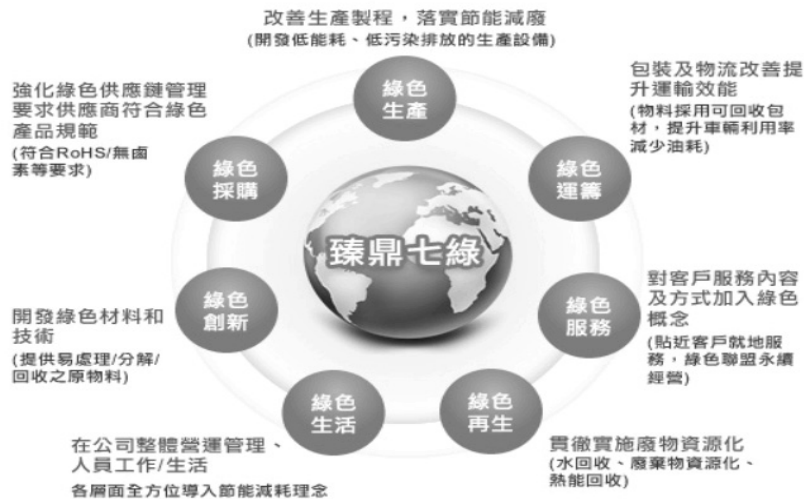 改善生產製程，落實節能減廢
(開發低能耗、低污染排放的生產設備)
綠色
生產
包裝及物流改善提
升運輸效能
(物料採用可回收包
材，提升車輛利用率
減少油耗)
綠色
運籌
對客戶服務內容
及方式加入綠色
概念
(貼近客戶就地服
務，綠色聯盟永續
經營)
綠色
服務
貫徹實施廢物資源化
(水回收、廢棄物資源化、
熱能回收)
綠色
再生
在公司整體營運管理、
人員工作/生活
各層面全方位導入節能減耗理念
綠色
生活
開發綠色材料和
技術
(提供易處理/分解/
回收之原物料)
綠色
創新
強化綠色供應鏈管理
要求供應商符合綠色
產品規範
(符合RoHS/無鹵
素等要求)
綠色
採購
臻鼎七綠